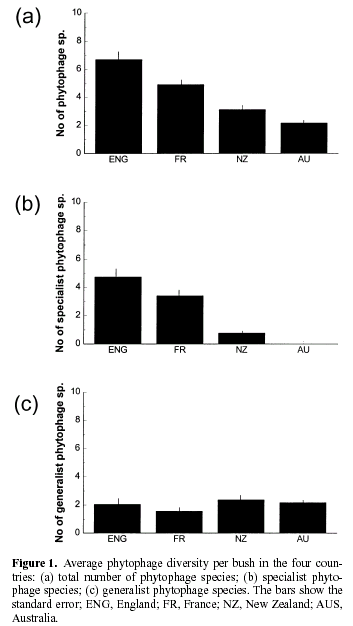 (a)
No of phytophage sp.
10
8
6
4
2
0
ENG FR NZ AU
(b)
No of specialist phytophage sp.
10
8
6
4
2
0
ENG FR NZ AU
(c)
No of generalist phytophage sp.
10
8
6
4
2
0
ENG FR NZ AU
Figure 1. Average phytophage diversity per bush in the four coun-
tries: (a) total number of phytophage species; (b) specialist phyto-
phage species; (c) generalist phytophage species. The bars show the
standard error; ENG, England; FR, France; NZ, New Zealand; AUS,
Australia.